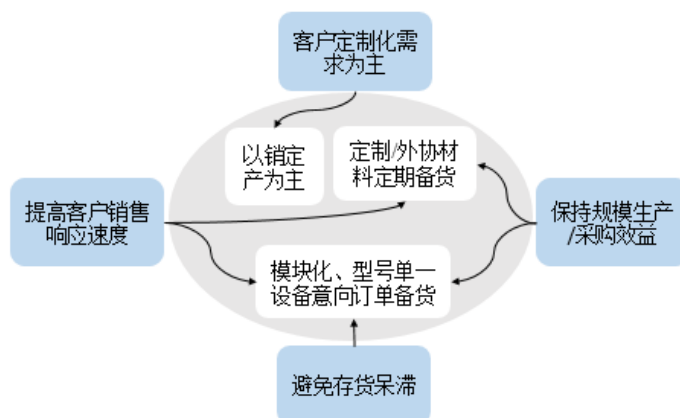 客户定制化需
求为主
以销定
产为主
定制/外协材
料定期备货
提高客户销售
响应速度
保持规模生产
/采购效益
模块化、型号单一
设备意向订单备货
避免存货呆滞